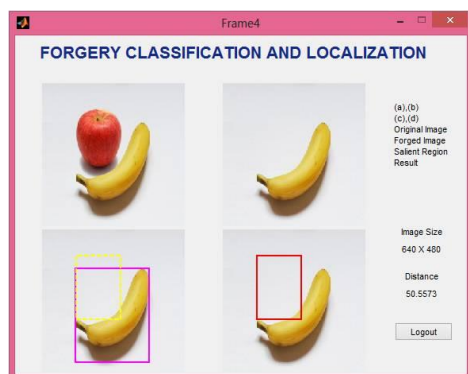 Frame4
FORGERY CLASSIFICATION AND LOCALIZATION
(a),(b)
(c),(d)
Original Image
Forged Image
Salient Region
Result
Image Size
640 X 480
Distance
50.5573
Logout